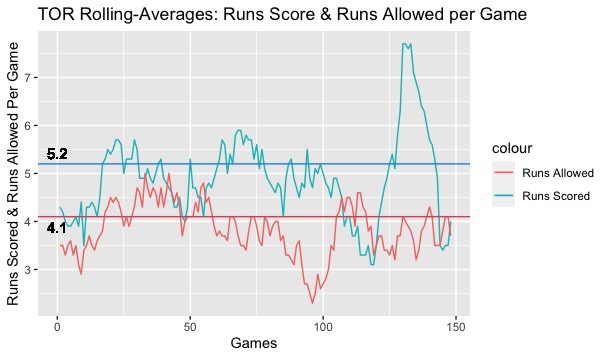 TOR Rolling-Averages: Runs Score & Runs Allowed per Game
Runs Scored & Runs Allowed Per Game
7
6
5
4
3
5.2
4.1
0
50
100
150
Games
colour
Runs Allowed
Runs Scored